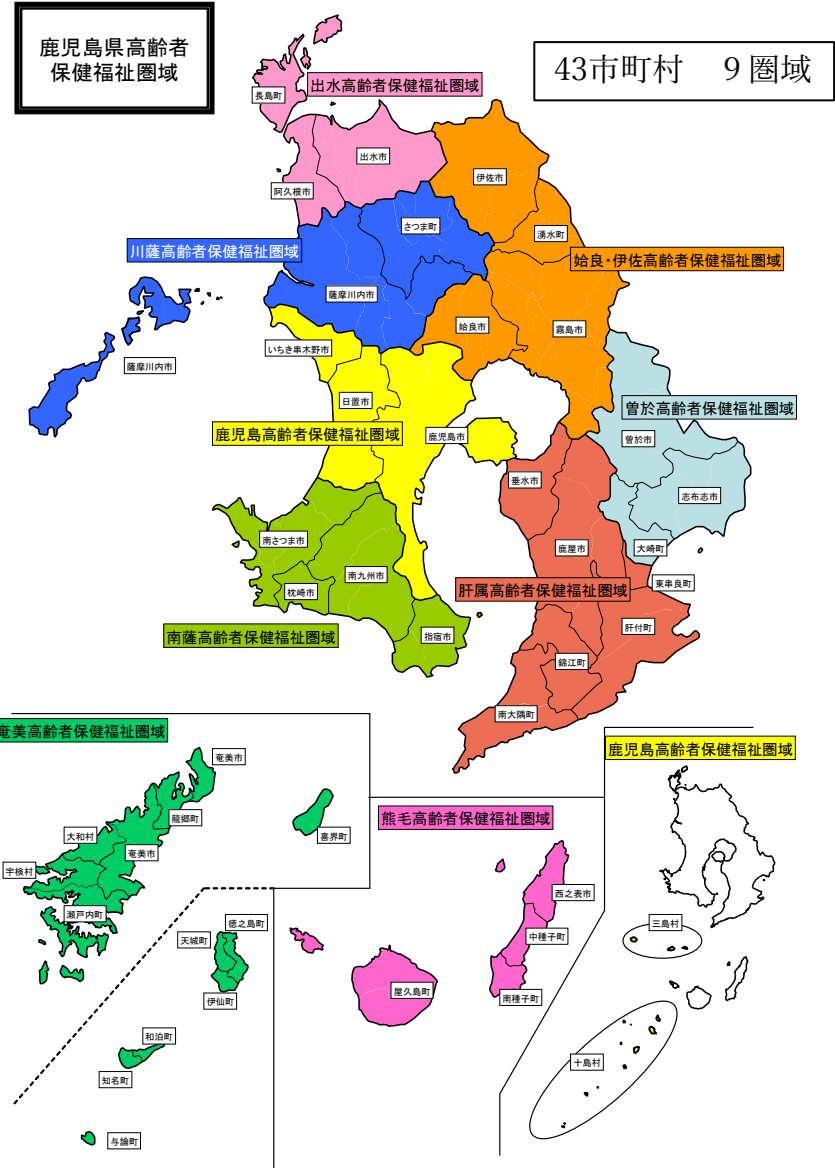 鹿児島県高齢者
保健福祉圏域
43市町村　9圏域
出水高齢者保健福祉圏域
長島町
出水市
阿久根市
伊佐市
さつま町
湧水町
川薩高齢者保健福祉圏域
姶良・伊佐高齢者保健福祉圏域
薩摩川内市
姶良市
霧島市
いちき串木野市
薩摩川内市
日置市
曽於高齢者保健福祉圏域
鹿児島高齢者保健福祉圏域
鹿児島市
曽於市
垂水市
志布志市
南さつま市
鹿屋市
大崎町
南九州市
東串良町
枕崎市
肝属高齢者保健福祉圏域
南薩高齢者保健福祉圏域
指宿市
肝付町
錦江町
南大隅町
奄美高齢者保健福祉圏域
鹿児島高齢者保健福祉圏域
奄美市
龍郷町
熊毛高齢者保健福祉圏域
大和村
喜界町
奄美市
宇検村
西之表市
瀬戸内町
徳之島町
三島村
天城町
中種子町
屋久島町
南種子町
伊仙町
和泊町
十島村
知名町
与論町